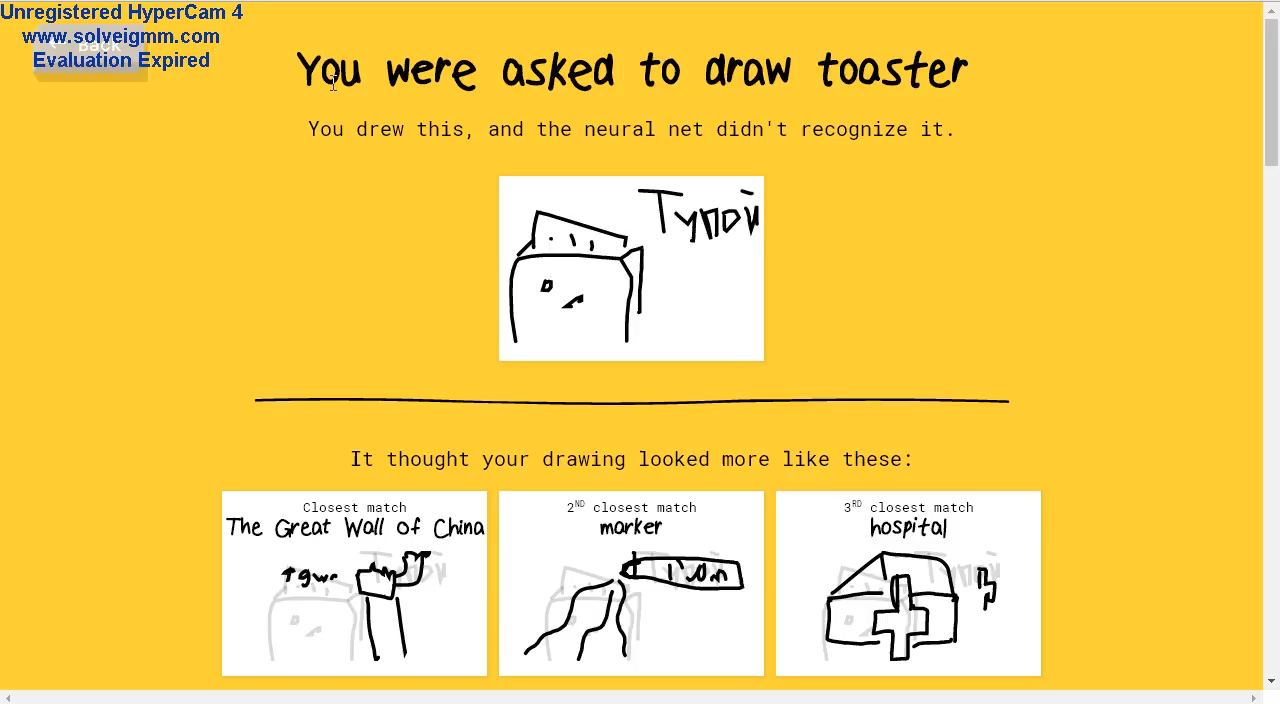 Unregistered HyperCam 4
www.solveigmm.com
Evaluation Expired
Back
You were asked to draw toaster
You drew this, and the neural net didn't recognize it.
Тупой
It thought your drawing looked more like these:
Closest match
The Great Wall of China
2ND closest match
marker
3RD closest match
hospital